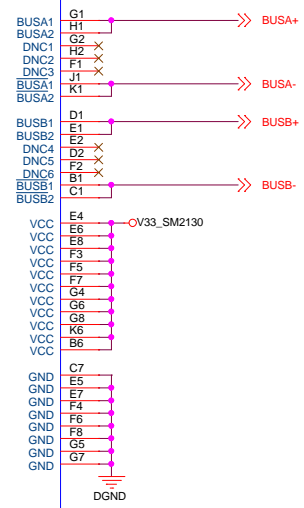 BUSA1 G1 BUSA+
BUSA2 H1
DNC1 G2
DNC2 H2
DNC3 F1
BUSA1 J1 BUSA-
BUSA2 K1
BUSB1 D1 BUSB+
BUSB2 E1
DNC4 E2
DNC5 D2
DNC6 F2
BUSB1 B1 BUSB-
BUSB2 C1
VCC E4 V33_SM2130
VCC E6
VCC E8
VCC F3
VCC F5
VCC F7
VCC G4
VCC G6
VCC G8
VCC K6
VCC B6
GND C7
GND E5
GND E7
GND F4
GND F6
GND F8
GND G5
GND G7
DGND